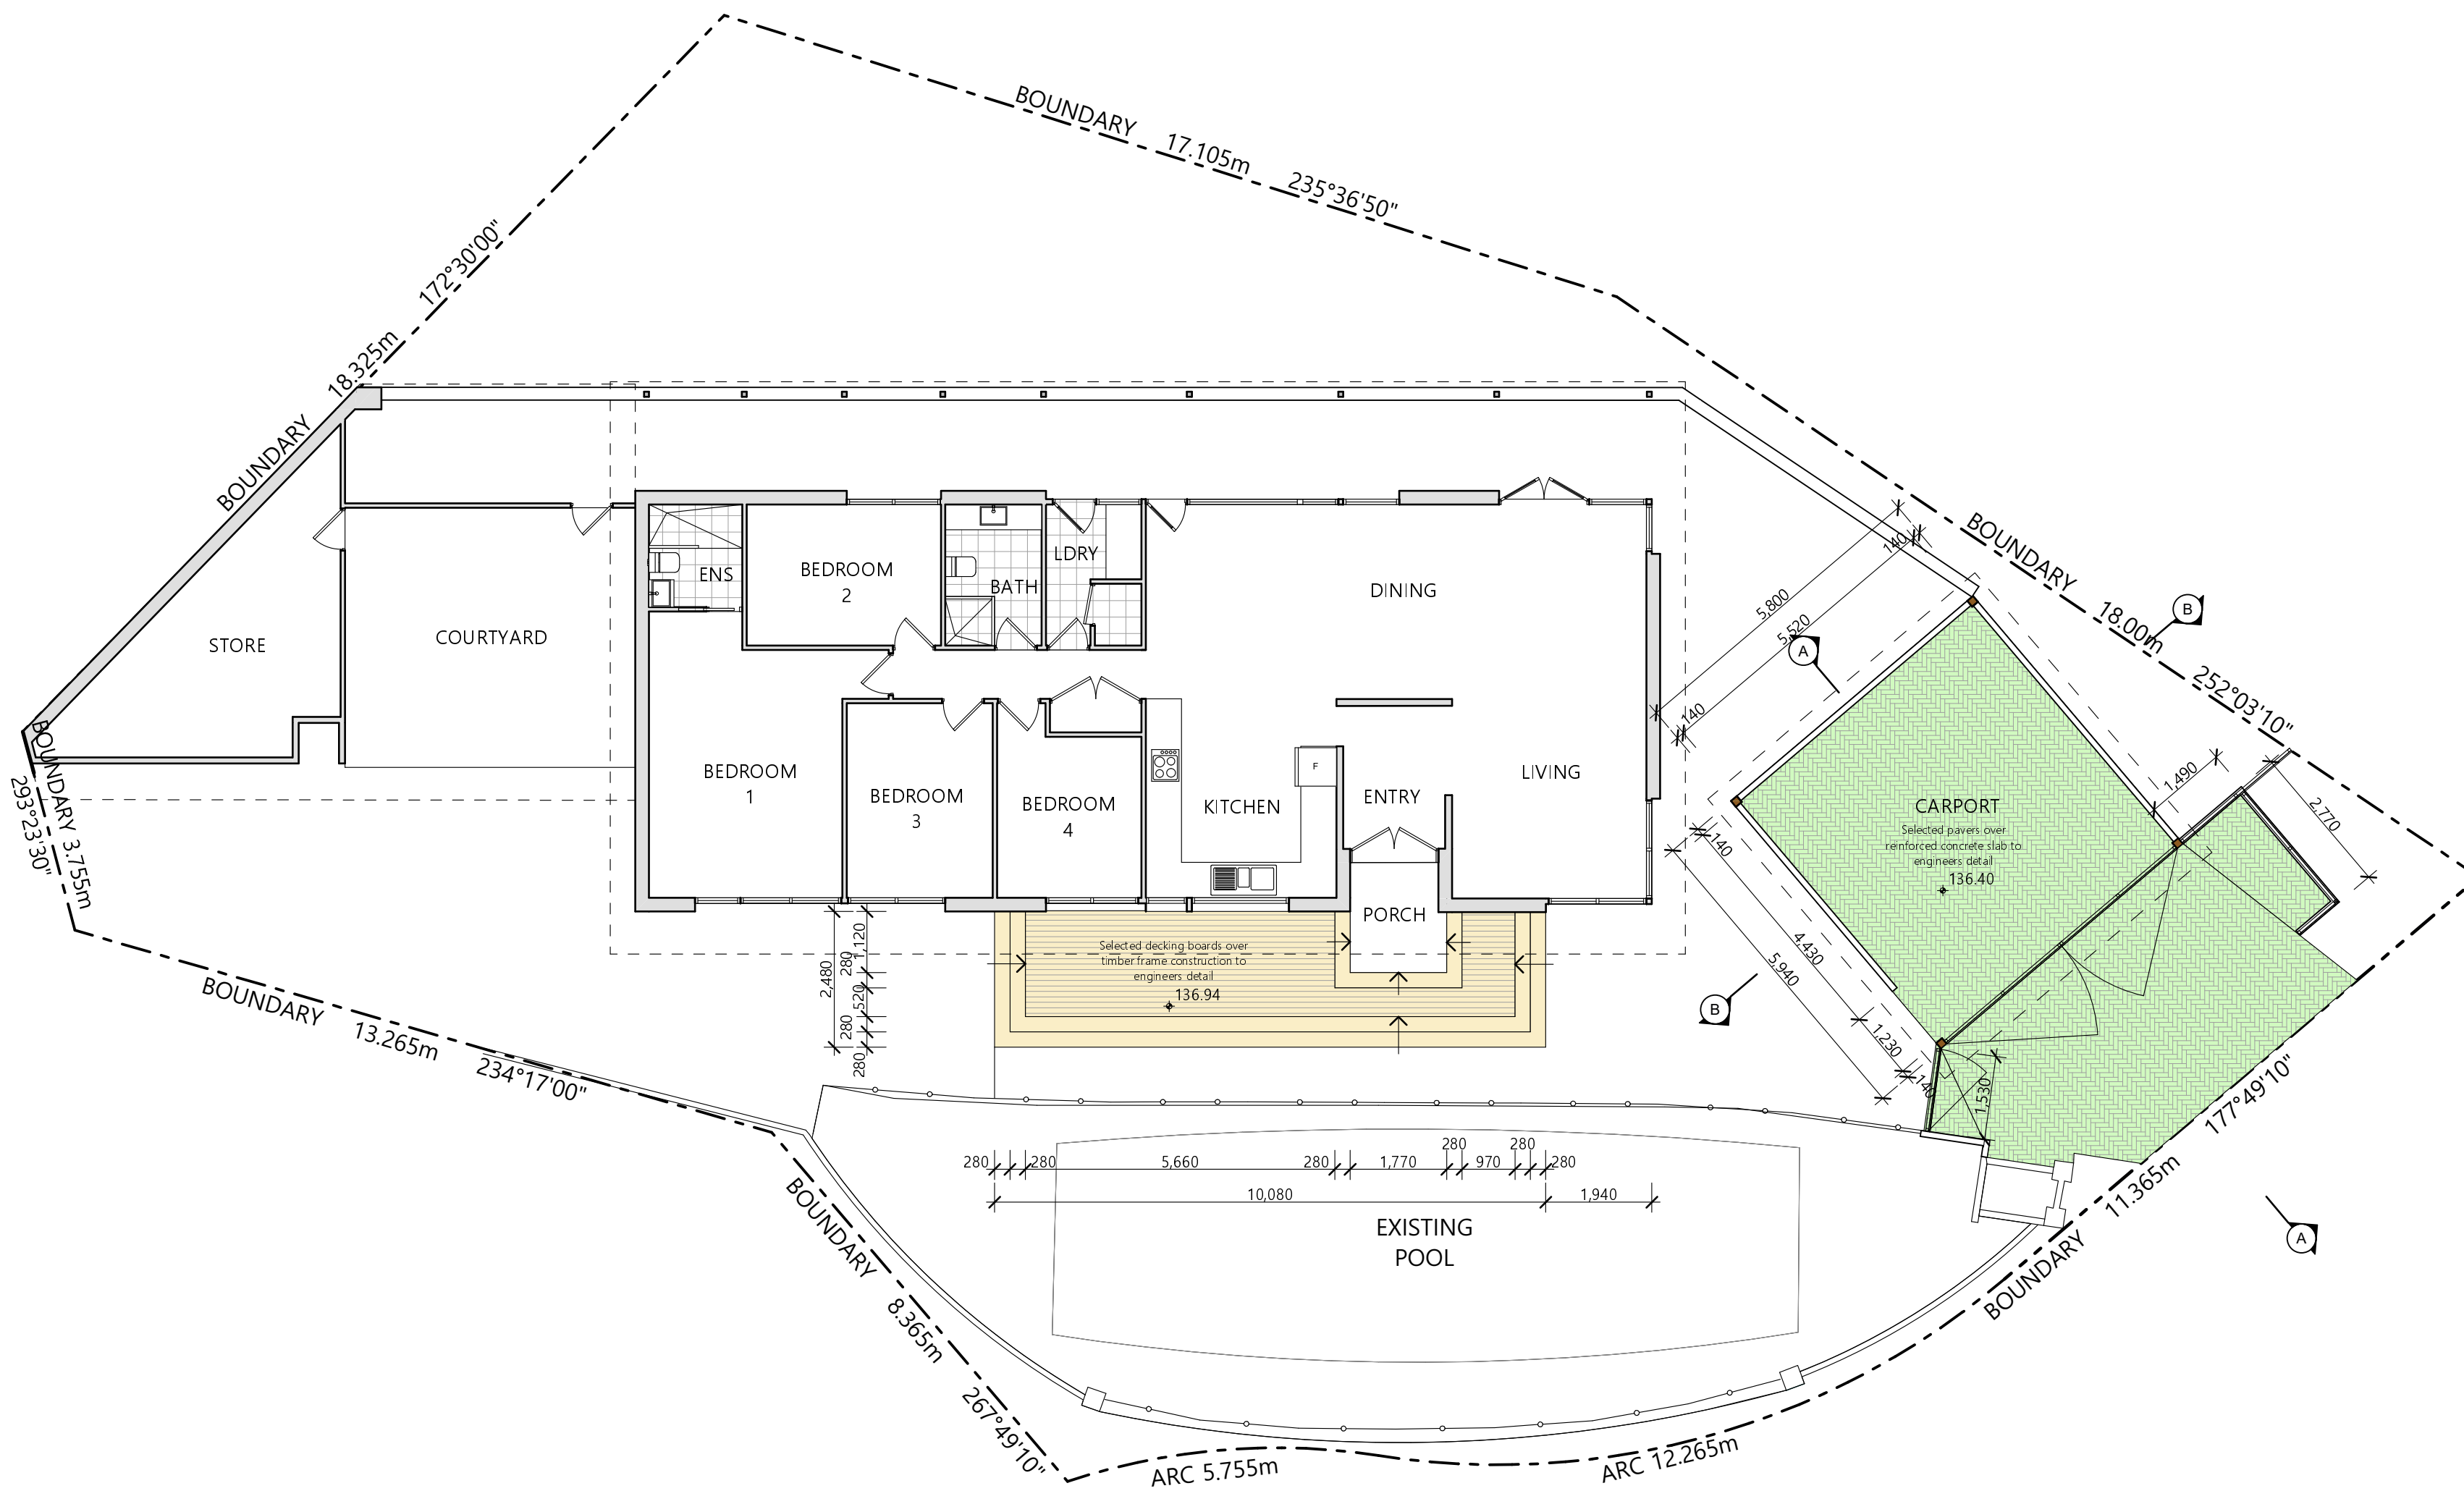 BOUNDARY 17.105m 235°36'50"
172°30'00"
18.325m
BOUNDARY
BOUNDARY 18.00m 252°03'10"
5,800
140
5,520
140
A
B
ENS
BEDROOM
2
BATH
LDRY
DINING
STORE
COURTYARD
BOUNDARY 3.755m
293°23'30"
BEDROOM
1
BEDROOM
3
BEDROOM
4
KITCHEN
F
ENTRY
LIVING
PORCH
CARPORT
Selected pavers over
reinforced concrete slab to
engineers detail
136.40
1,490
2,770
140
4,430
5,940
1,230
140
1,530
B
A
Selected decking boards over
timber frame construction to
engineers detail
136.94
1,120
280
2,480
520
280
280
BOUNDARY 13.265m 234°17'00"
177°49'10"
11.365m
BOUNDARY
280 280 5,660 280 1,770 280 970 280 280
10,080 1,940
EXISTING
POOL
BOUNDARY 8.365m 267°49'10"
ARC 5.755m
ARC 12.265m